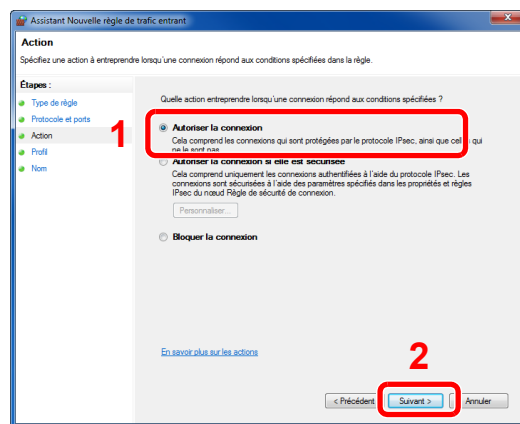 Assistant Nouvelle règle de trafic entrant
Action
Spécifiez une action à entreprendre lorsqu'une connexion répond aux conditions spécifiées dans la règle.
Étapes :
Type de règle
Protocole et ports
Action
Profil
Nom
Quelle action entreprendre lorsqu'une connexion répond aux conditions spécifiées ?
1
Autoriser la connexion
Cela comprend les connexions qui sont protégées par le protocole IPsec, ainsi que qui
ne le sont pas.
Autoriser la connexion si elle est sécurisée
Cela comprend uniquement les connexions authentifiées à l'aide du protocole IPsec. Les
connexions sont sécurisées à l'aide des paramètres spécifiés dans les propriétés et règles
IPsec du nœud Règle de sécurité de connexion.
Personnaliser...
Bloquer la connexion
En savoir plus sur les actions
2
< Précédent
Suivant >
Annuler